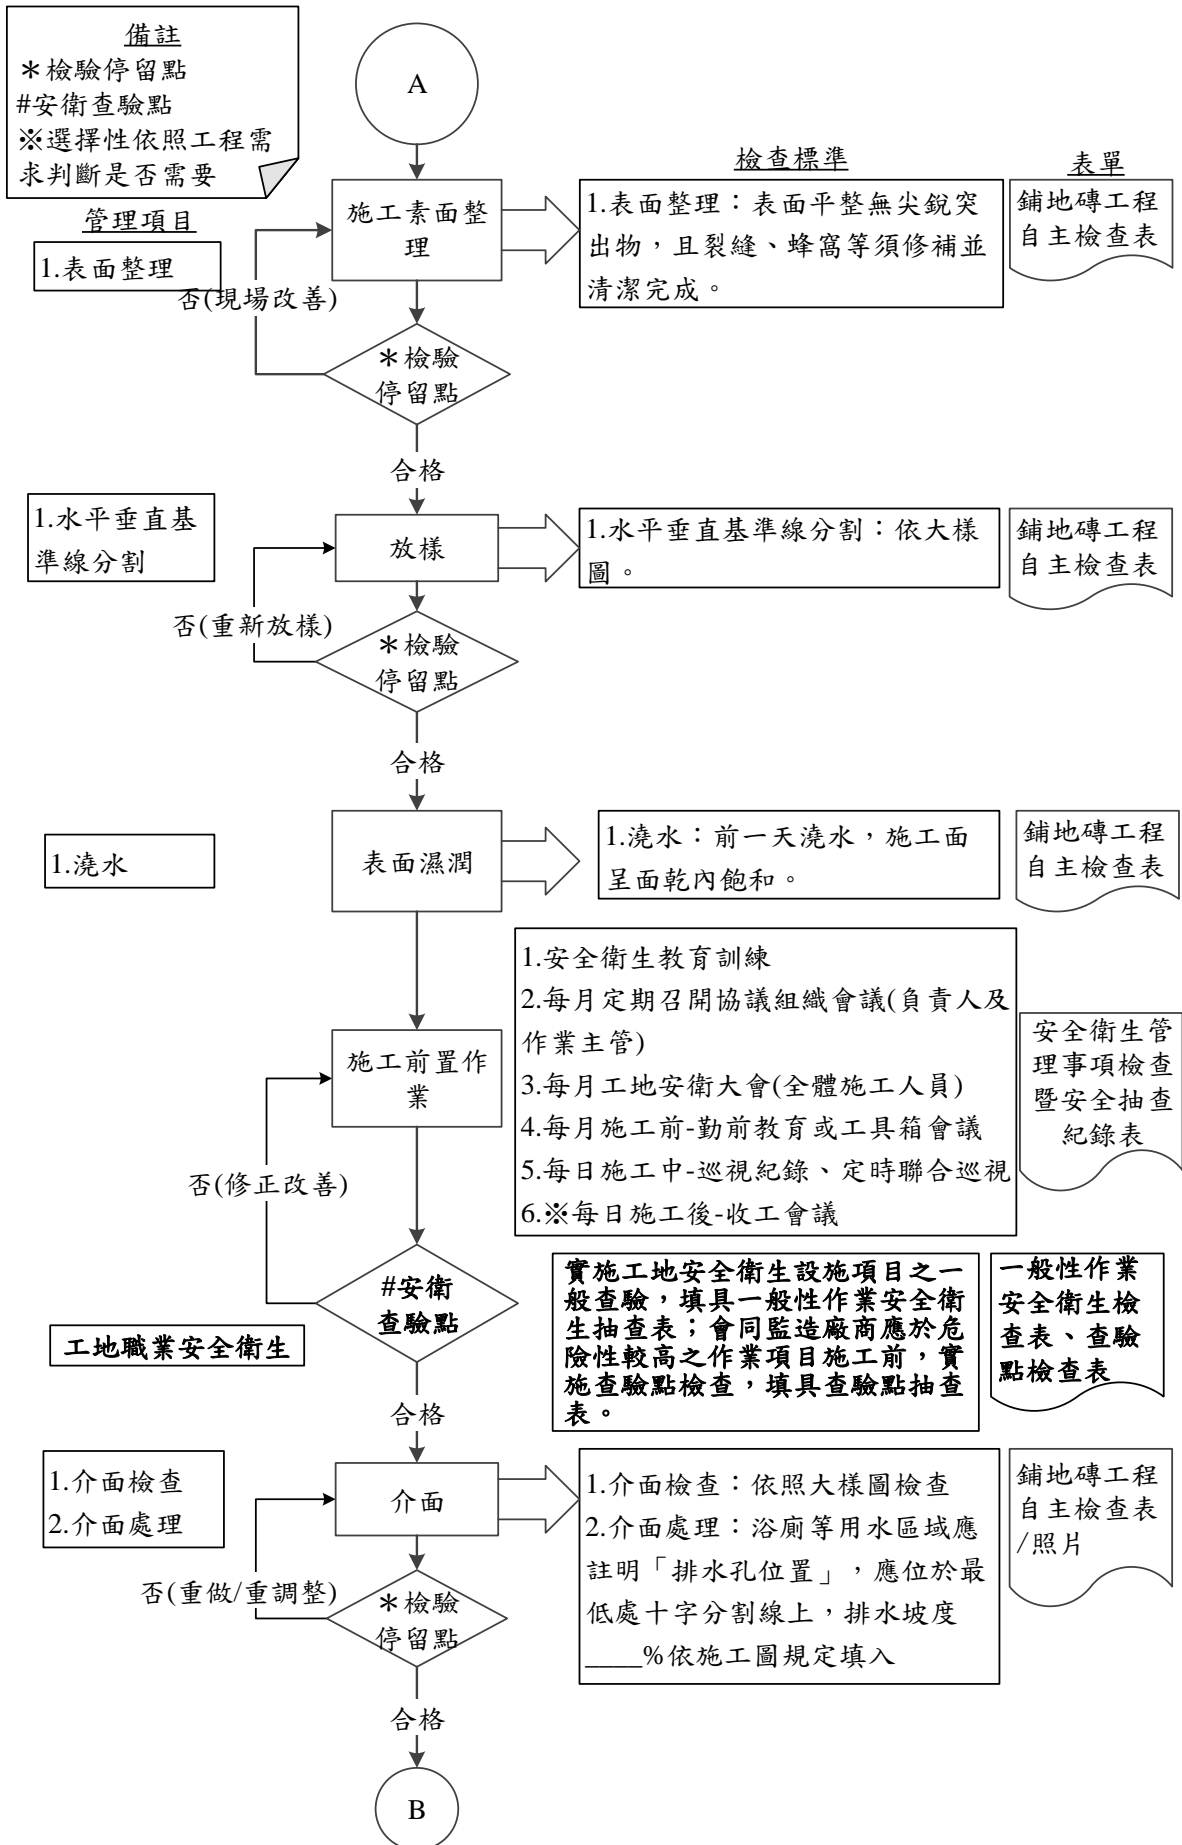 備註
＊檢驗停留點
#安衛查驗點
※選擇性依照工程需
求判斷是否需要
A
管理項目
檢查標準
表單
1.表面整理
施工素面整
理
1.表面整理：表面平整無尖銳突
出物，且裂縫、蜂窩等須修補並
清潔完成。
鋪地磚工程
自主檢查表
否(現場改善)
＊檢驗
停留點
合格
1.水平垂直基
準線分割
放樣
1.水平垂直基準線分割：依大樣
圖。
鋪地磚工程
自主檢查表
否(重新放樣)
＊檢驗
停留點
合格
1.澆水
表面濕潤
1.澆水：前一天澆水，施工面
呈面乾內飽和。
鋪地磚工程
自主檢查表
施工前置作
業
1.安全衛生教育訓練
2.每月定期召開協議組織會議(負責人及
作業主管)
3.每月工地安衛大會(全體施工人員)
4.每月施工前-勤前教育或工具箱會議
5.每日施工中-巡視紀錄、定時聯合巡視
6.※每日施工後-收工會議
安全衛生管
理事項檢查
暨安全抽查
紀錄表
否(修正改善)
#安衛
查驗點
工地職業安全衛生
實施工地安全衛生設施項目之一
般查驗，填具一般性作業安全衛
生抽查表；會同監造廠商應於危
險性較高之作業項目施工前，實
施查驗點檢查，填具查驗點抽查
表。
一般性作業
安全衛生檢
查表、查驗
點檢查表
合格
1.介面檢查
2.介面處理
介面
1.介面檢查：依照大樣圖檢查
2.介面處理：浴廁等用水區域應
註明「排水孔位置」，應位於最
低處十字分割線上，排水坡度
____%依施工圖規定填入
鋪地磚工程
自主檢查表
/照片
否(重做/重調整)
＊檢驗
停留點
合格
B